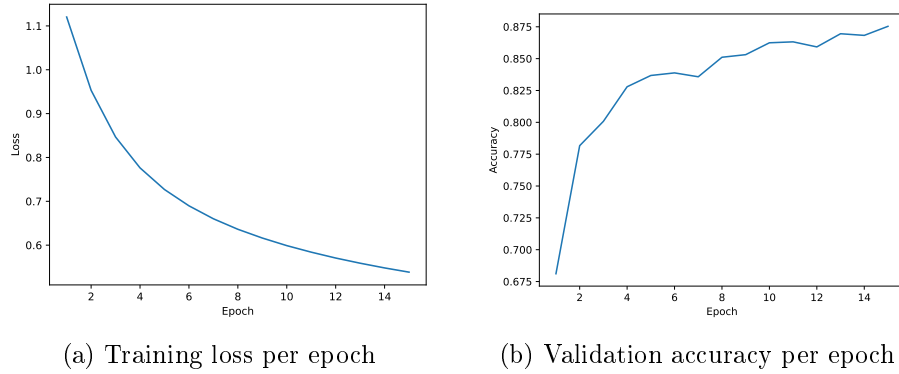 1.1
1.0
0.9
0.8
0.7
0.6
Loss
2 4 6 8 10 12 14
Epoch
(a) Training loss per epoch
0.875
0.850
0.825
0.800
0.775
0.750
0.725
0.700
0.675
Accuracy
2 4 6 8 10 12 14
Epoch
(b) Validation accuracy per epoch